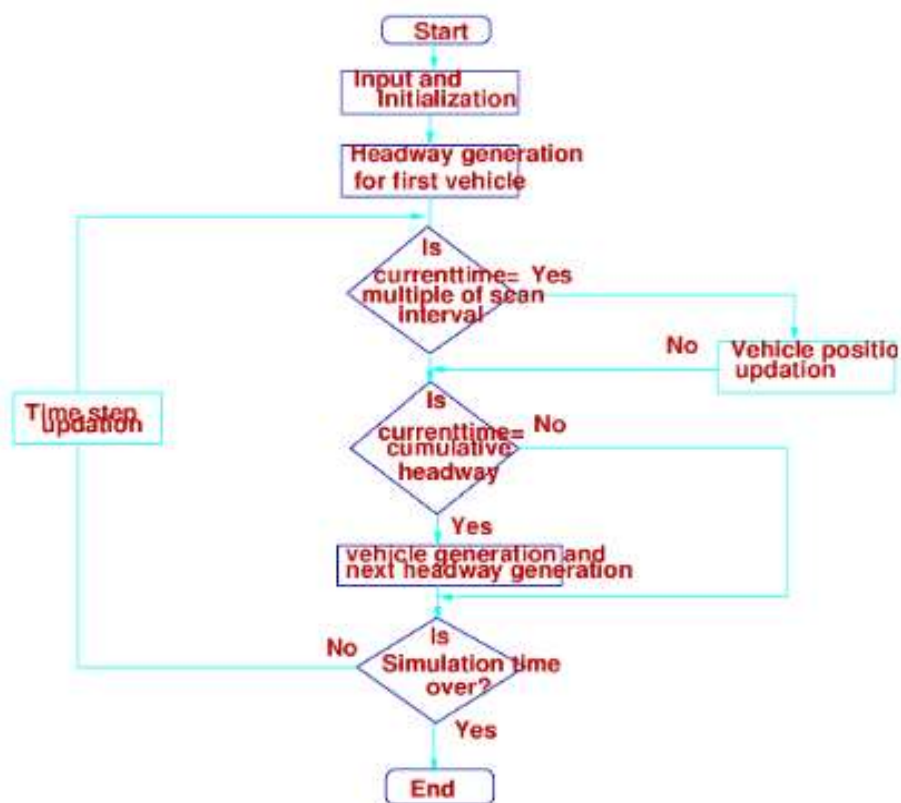 Start
Input and
Initialization
Headway generation
for first vehicle
Is
currenttime= Yes
multiple of scan
interval
No
Vehicle positio
updation
Time step
updation
Is
currenttime= No
cumulative
headway
Yes
vehicle generation and
next headway generation
No
Is
Simulation time
over?
Yes
End